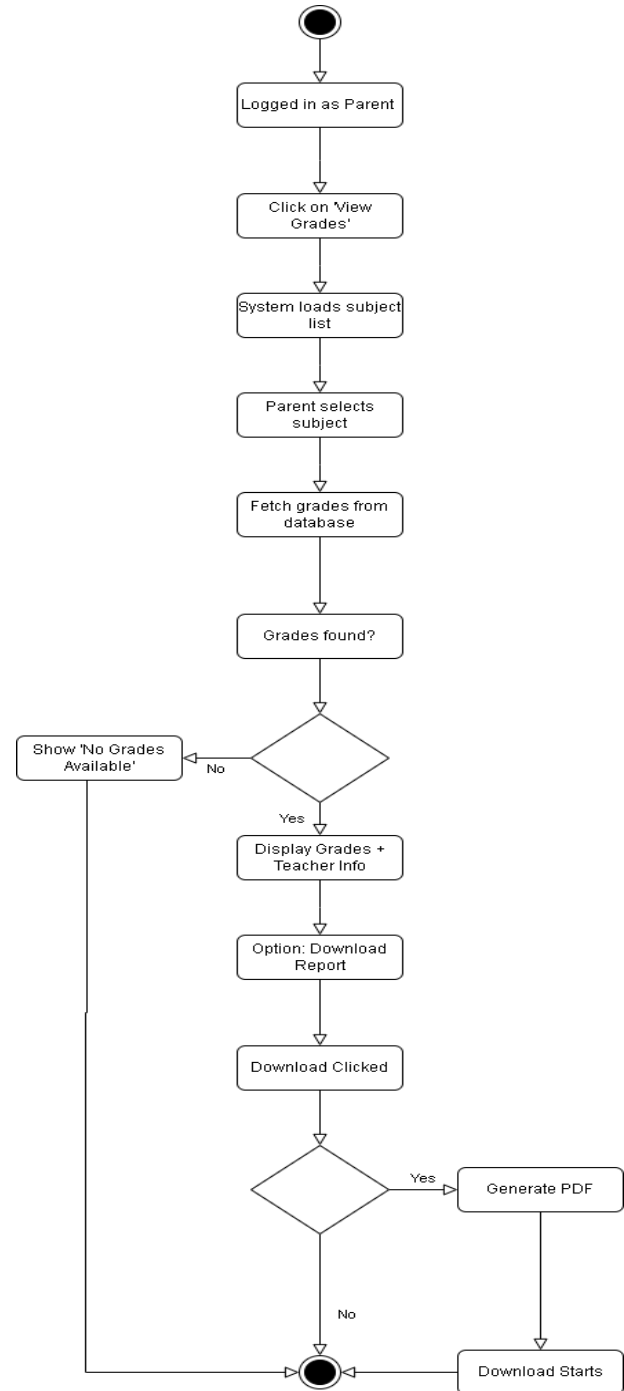 Logged in as Parent
Click on 'View
Grades'
System loads subject
list
Parent selects
subject
Fetch grades from
database
Grades found?
Show 'No Grades
Available'
No
Yes
Display Grades +
Teacher Info
Option: Download
Report
Download Clicked
Yes
Generate PDF
No
Download Starts